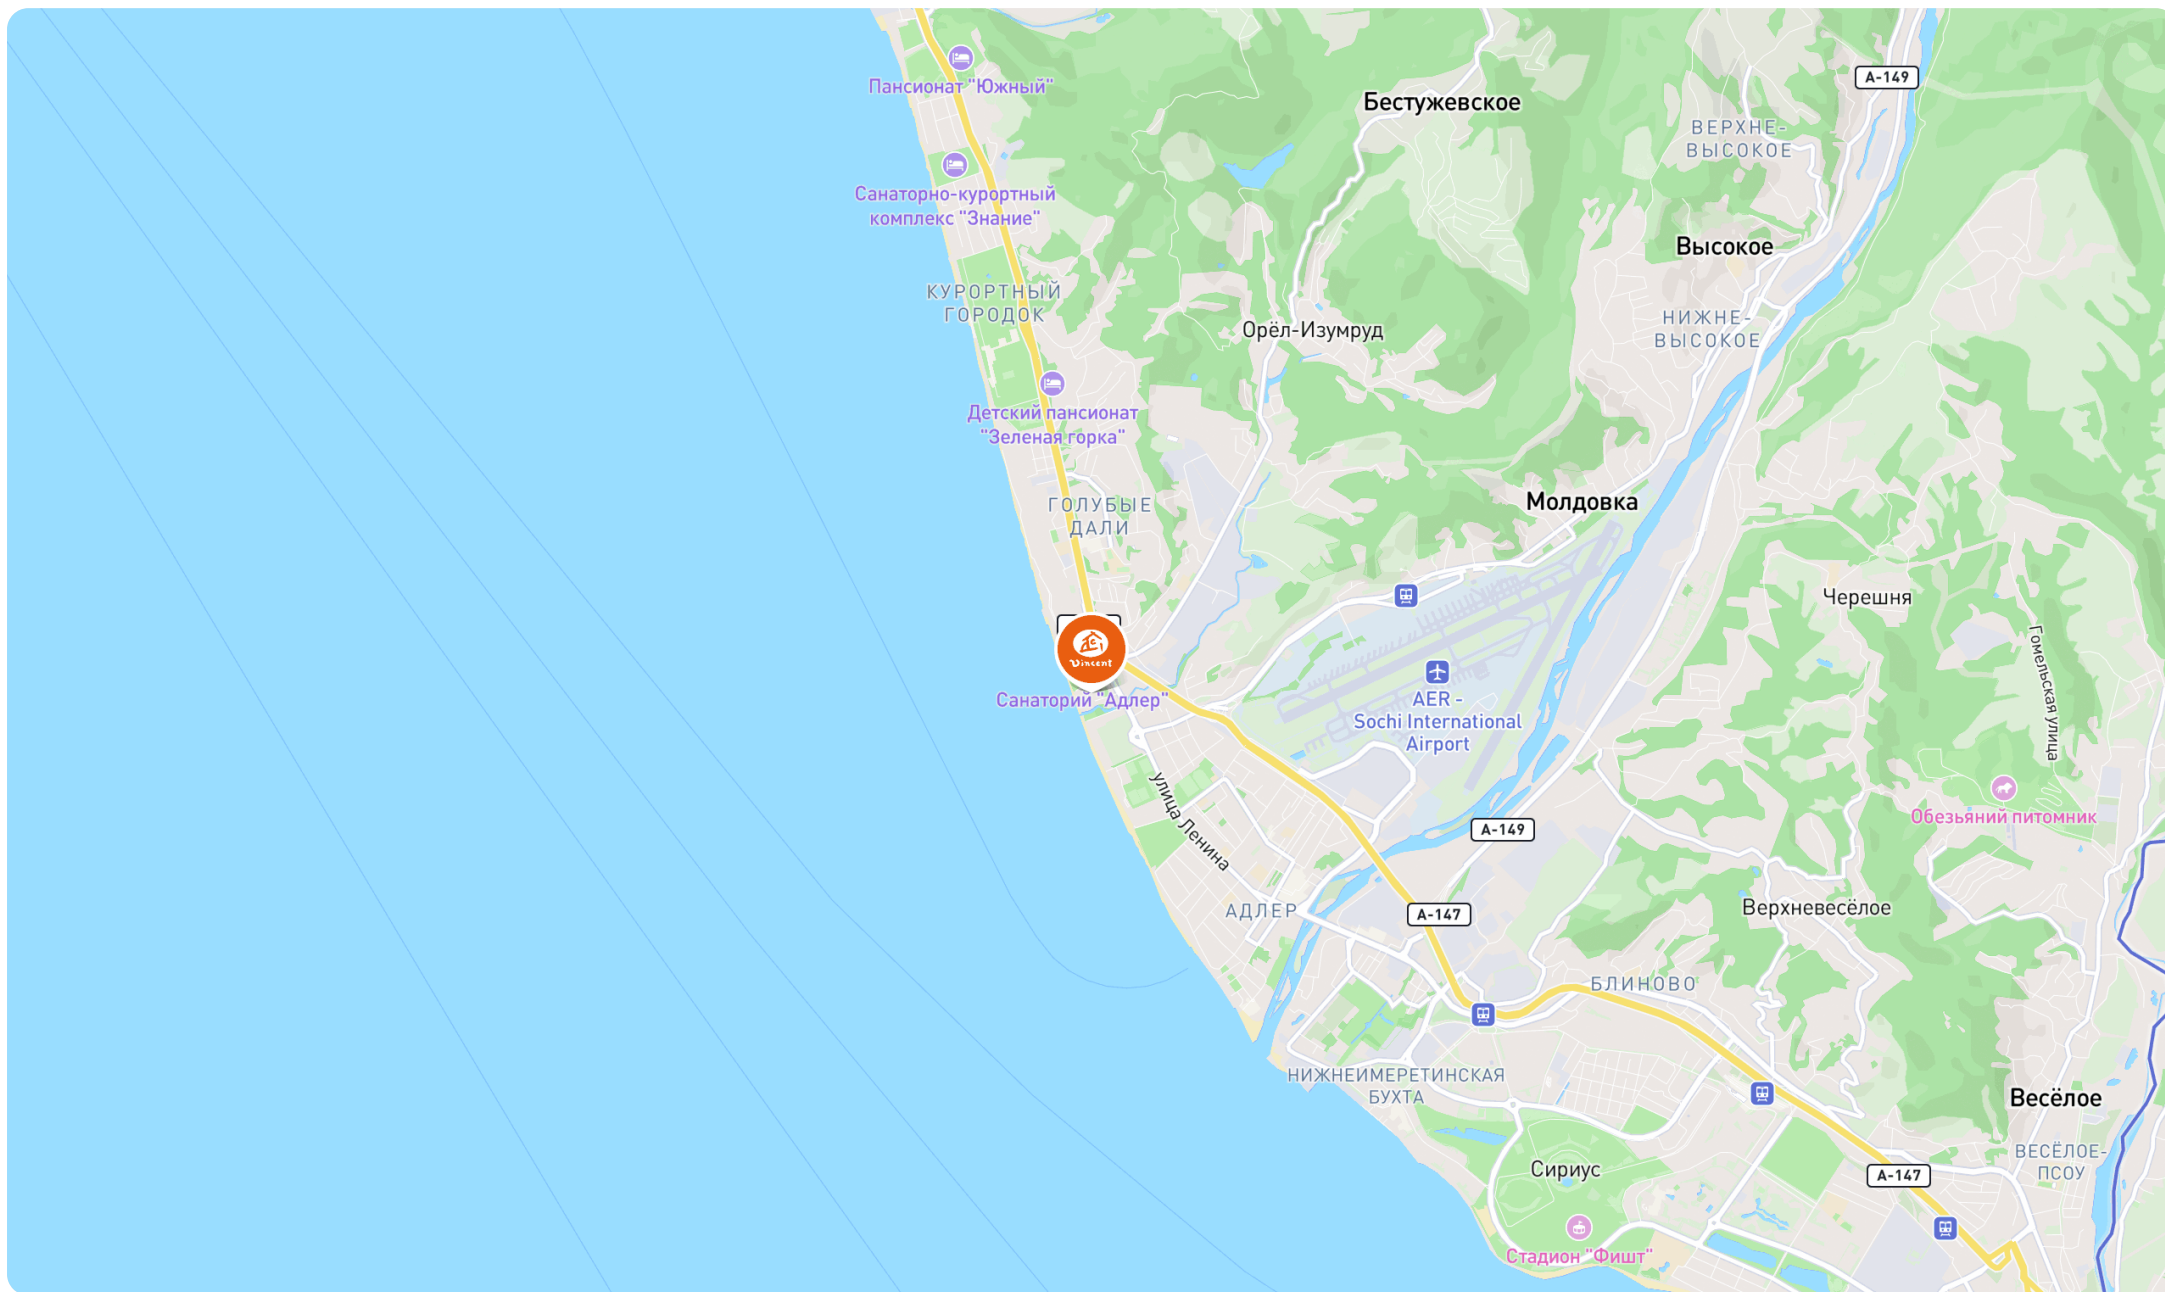 A-149
Пансионат "Южный"
Бестужевское
ВЕРХНЕ-
ВЫСОКОЕ
Санаторно-курортный
комплекс "Знание"
Высокое
КУРОРТНЫЙ
ГОРОДОК
НИЖНЕ-
ВЫСОКОЕ
Орёл-Изумруд
Детский пансионат
"Зеленая горка"
ГОЛУБЫЕ
ДАЛИ
Молдовка
Черешня
Гомельская улица
Vincent
Санаторий "Адлер"
AER -
Sochi International
Airport
улица Ленина
Обезьяний питомник
A-149
АДЛЕР
A-147
Верхневесёлое
БЛИНОВО
НИЖНЕИМЕРЕТИНСКАЯ
БУХТА
Весёлое
ВЕСЁЛОЕ-
ПСОУ
Сириус
A-147
Стадион "Фишт"